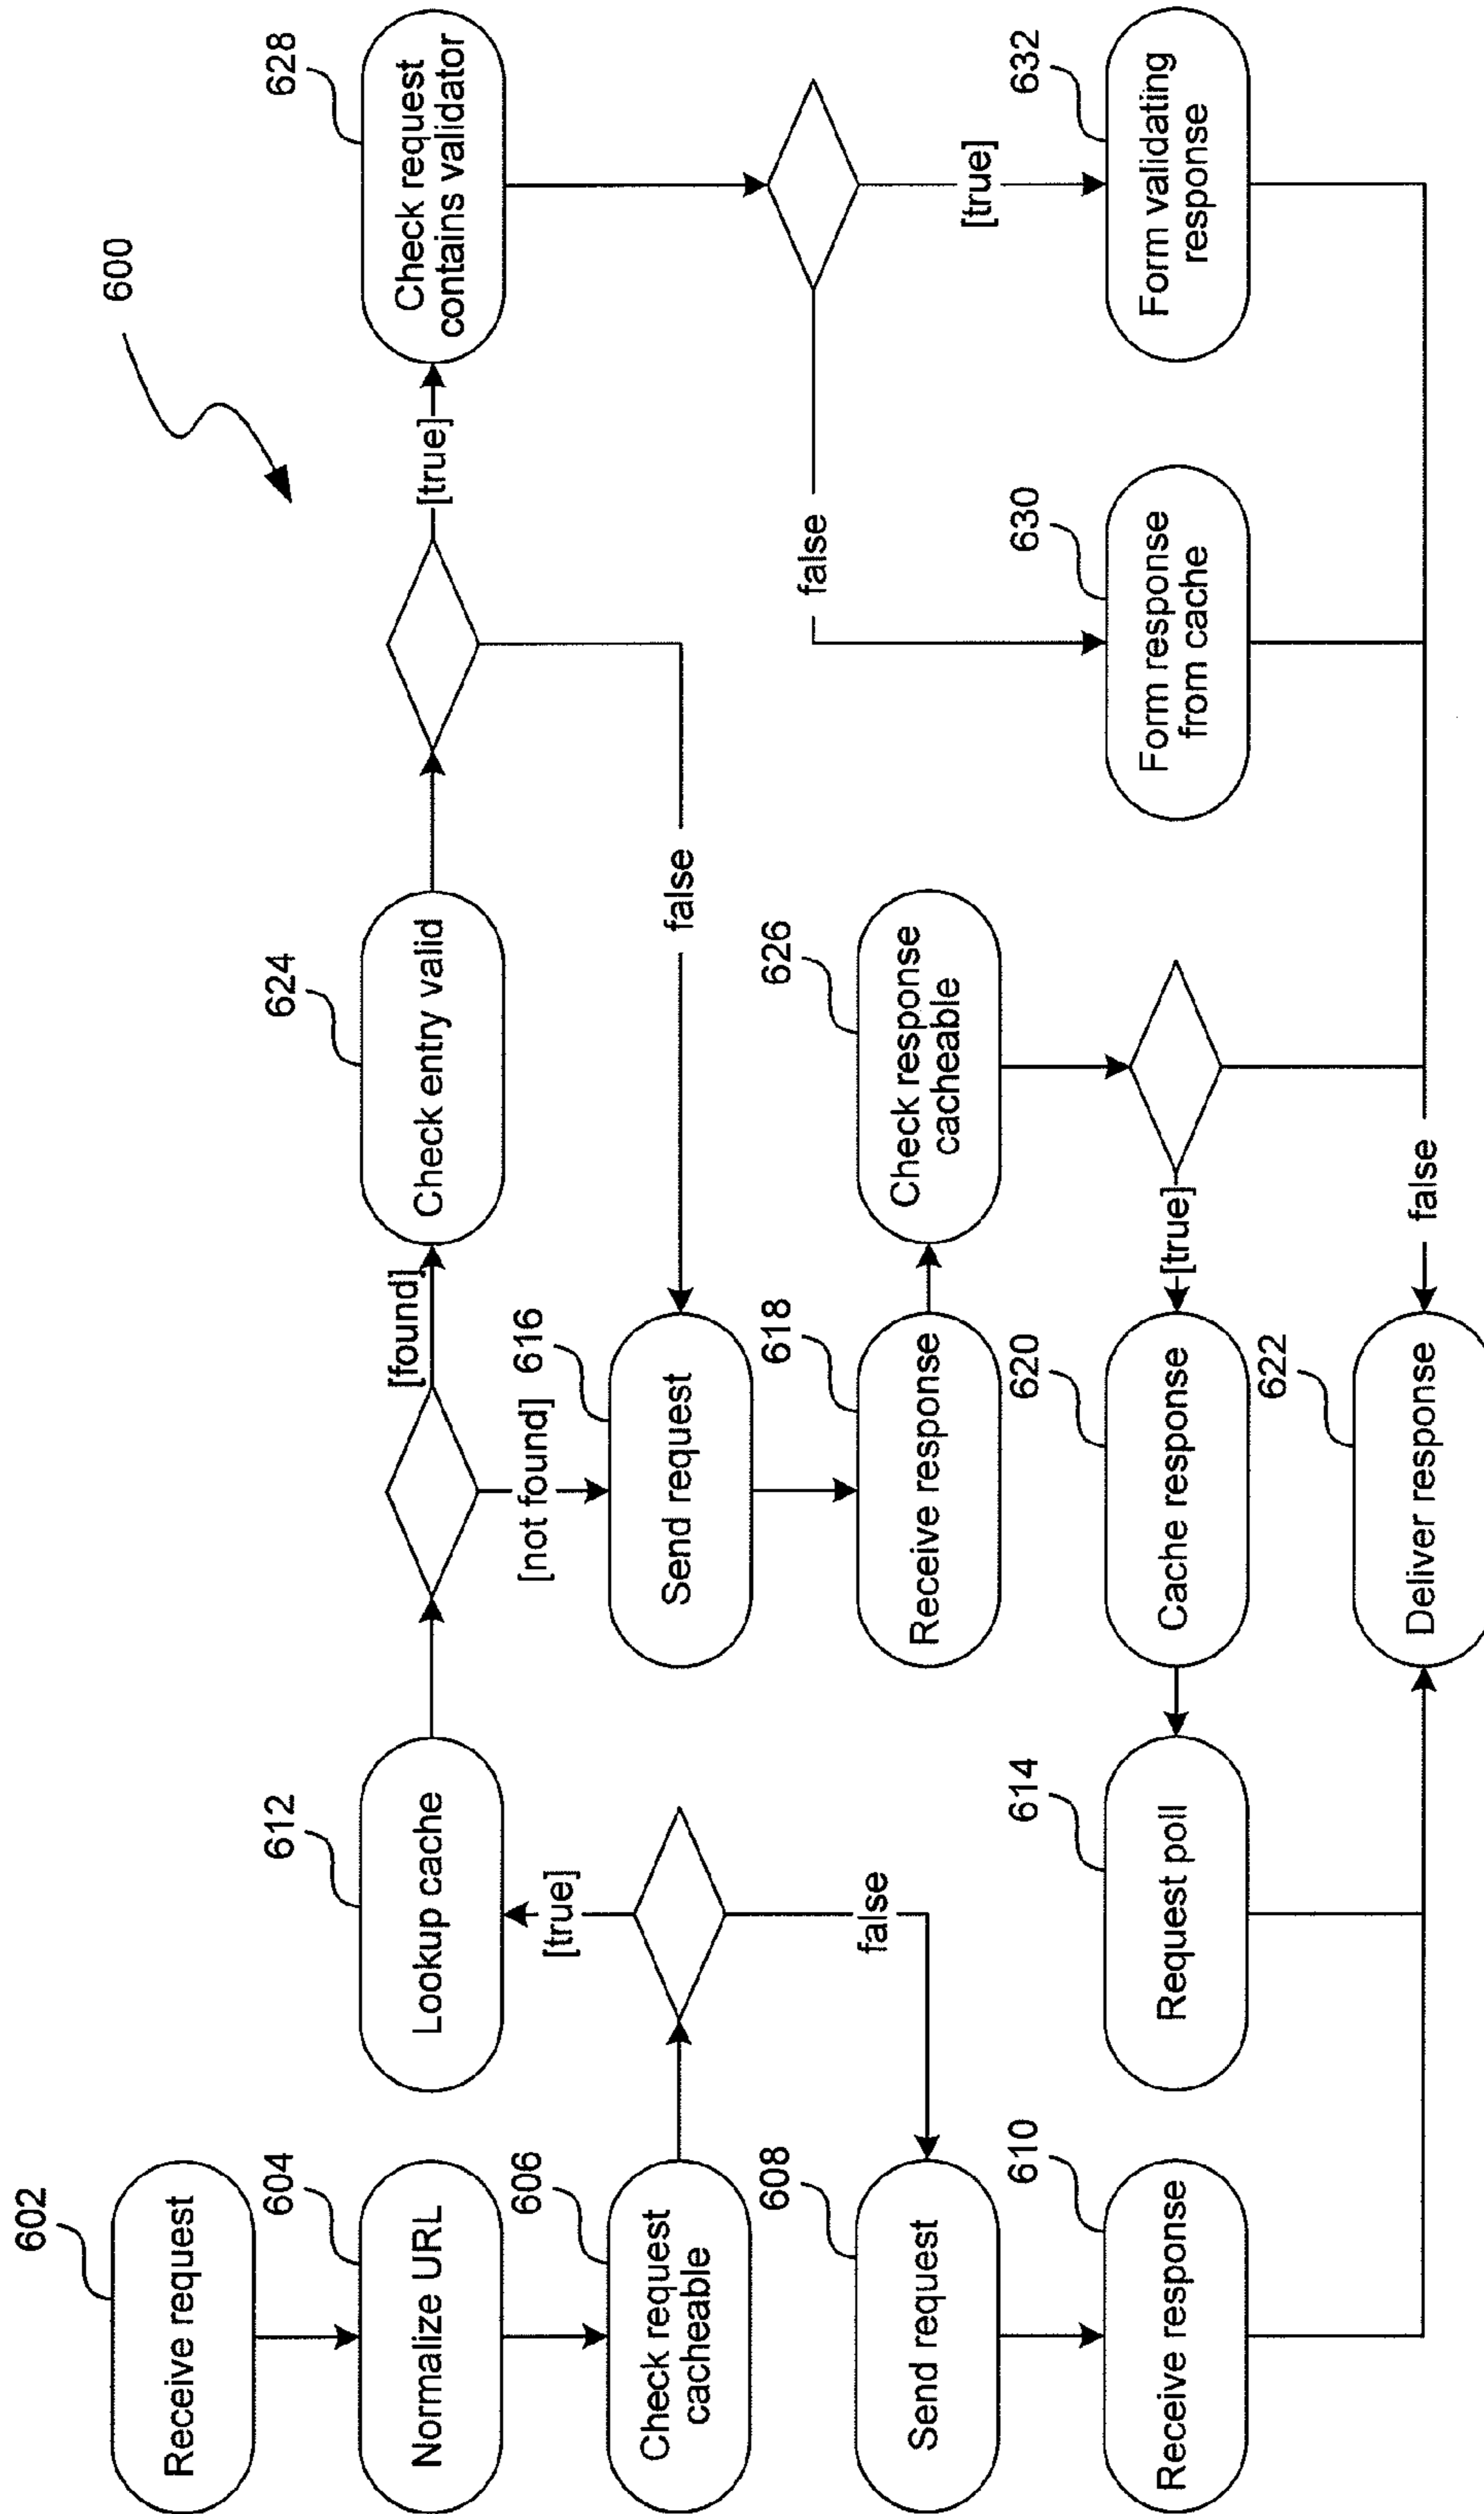 600
602
Receive request
604
Normalize URL
606
Check request
cacheable
[true]
false
608
Send request
610
Receive response
612
Lookup cache
[found]
[not found]
616
Send request
618
Receive response
620
Cache response
614
Request poll
622
Deliver response
624
Check entry valid
[true]
false
626
Check response
cacheable
[true]
false
628
Check request
contains validator
false
[true]
630
Form response
from cache
632
Form validating
response